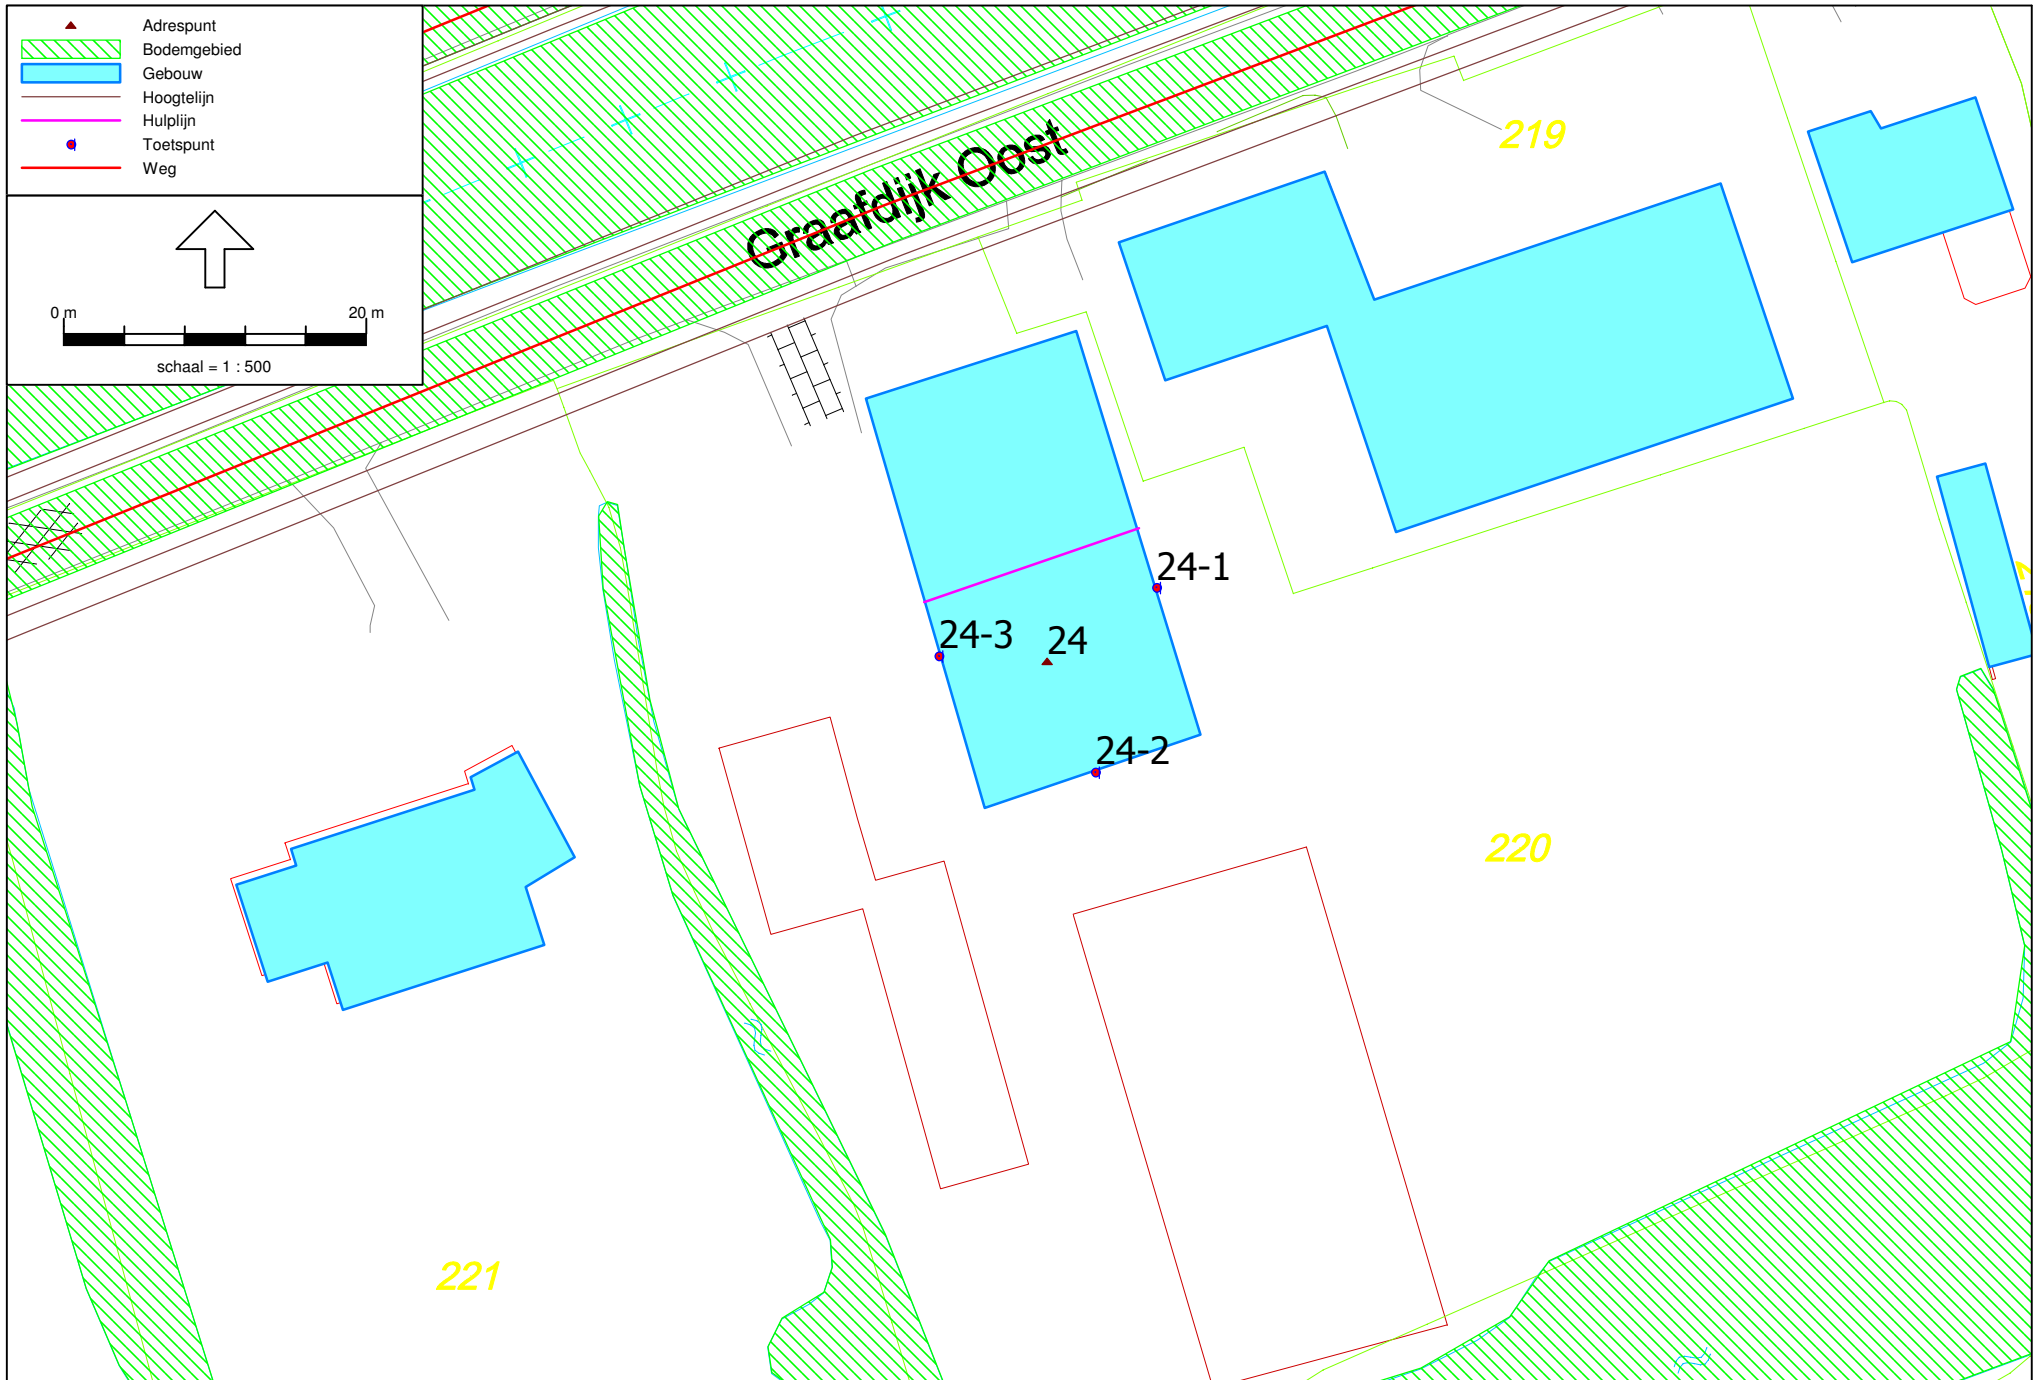 Adrespunt
Bodemgebied
Gebouw
Hoogtelijn
Hulplijn
Toetspunt
Weg
0 m 20 m
schaal = 1 : 500
Graafdijk Oost
219
24-1
24-3
24
24-2
220
221